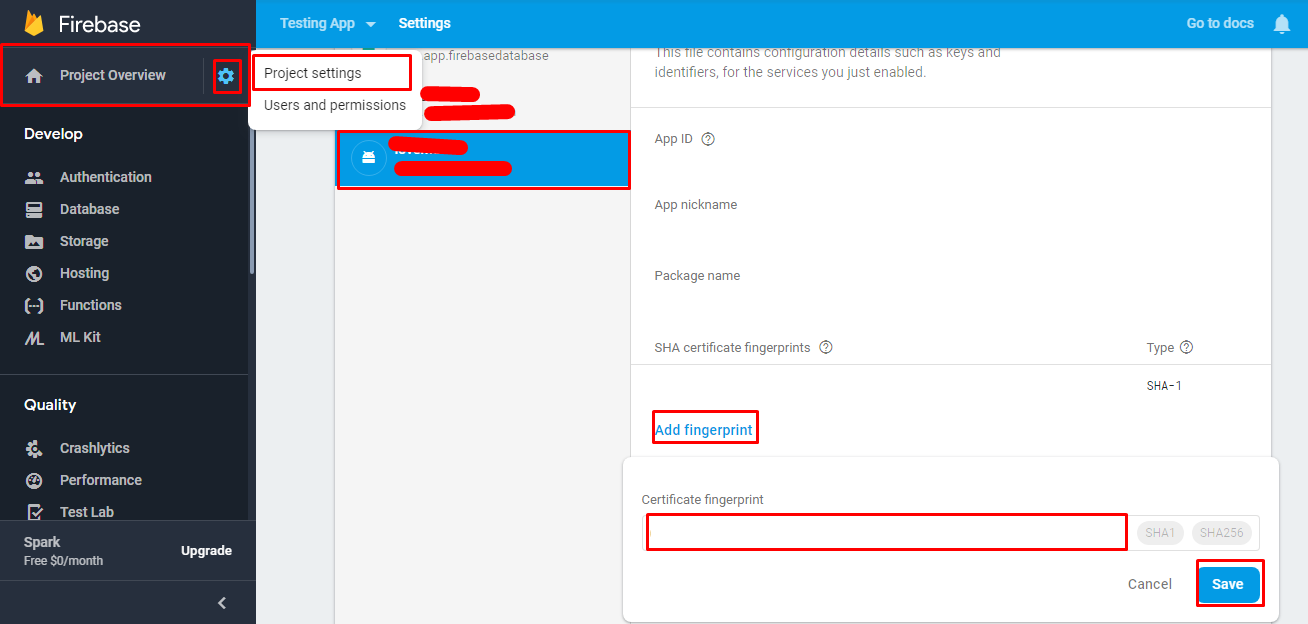 Firebase
Testing App
Settings
Go to docs
Project Overview
Project settings
Users and permissions
Develop
Authentication
Database
Storage
Hosting
Functions
ML Kit
Quality
Crashlytics
Performance
Test Lab
Spark
Free $0/month
Upgrade
app.firebasedatabase
This file contains configuration details such as keys and
identifiers, for the services you just enabled.
App ID
App nickname
Package name
SHA certificate fingerprints
Type
SHA-1
Add fingerprint
Certificate fingerprint
SHA1
SHA256
Cancel
Save